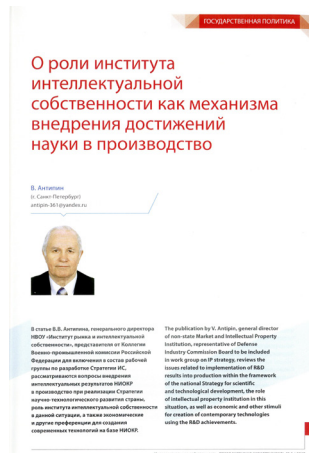 ГОСУДАРСТВЕННАЯ ПОЛИТИКА
О роли института
интеллектуальной
собственности как механизма
внедрения достижений
науки в производство
В. Антипин
(г. Санкт-Петербург)
antipin-361@yandex.ru
В статье В.В. Антипина, генерального директора
НВОУ «Институт рынка и интеллектуальной
собственности», представителя от Коллегии
Военно-промышленной комиссии Российской
Федерации для включения в состав рабочей
группы по разработке Стратегии ИС,
рассматриваются вопросы внедрения
интеллектуальных результатов НИОКР
в производство при реализации Стратегии
научно-технологического развития страны,
роль института интеллектуальной собственности
в данной ситуации, а также экономические
и другие преференции для создания
современных технологий на базе НИОКР.
The publication by V. Antipin, general director
of non-state Market and Intellectual Property
Institution, representative of Defense
Industry Commission Board to be included
in work group on IP strategy, reviews the
issues related to implementation of R&D
results into production within the framework
of the national Strategy for scientific
and technological development, the role
of intellectual property institution in this
situation, as well as economic and other stimuli
for creation of contemporary technologies
using the R&D achievements.